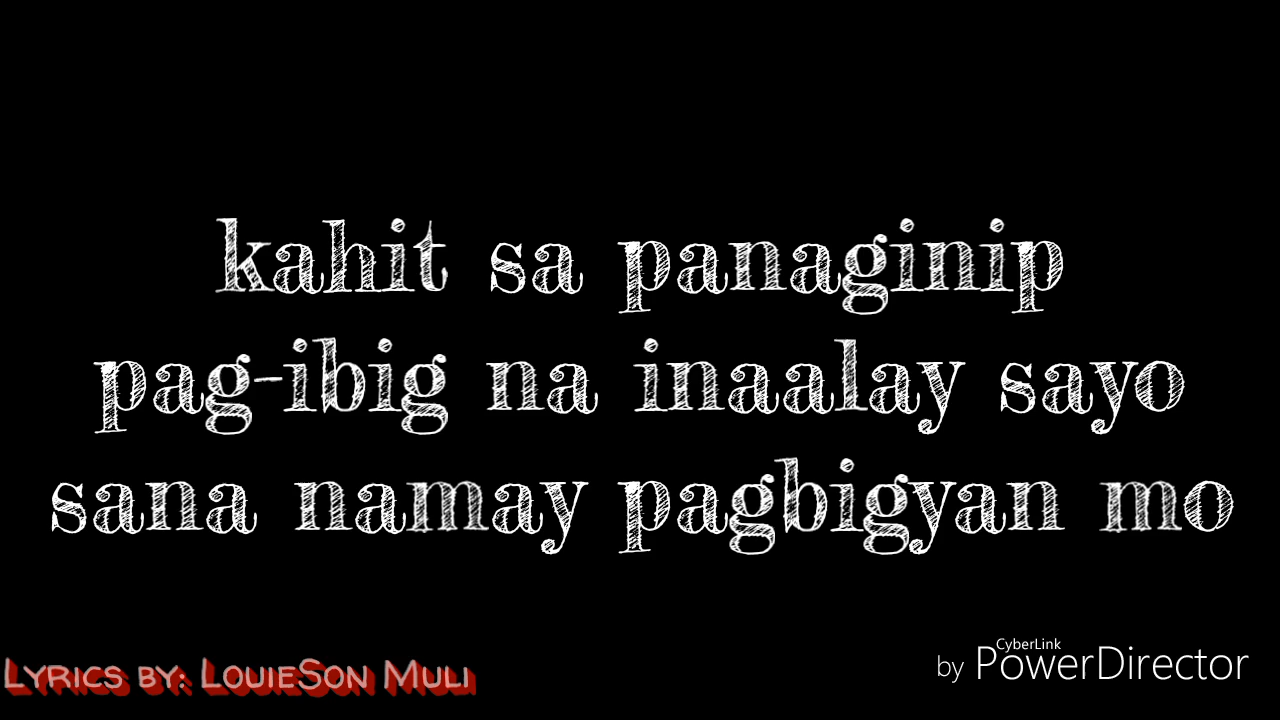 kahit sa panaginip
pag-ibig na inaalay sayo
sana namay pagbigyan mo
Lyrics by: LouieSon Muli
by CyberLink PowerDirector